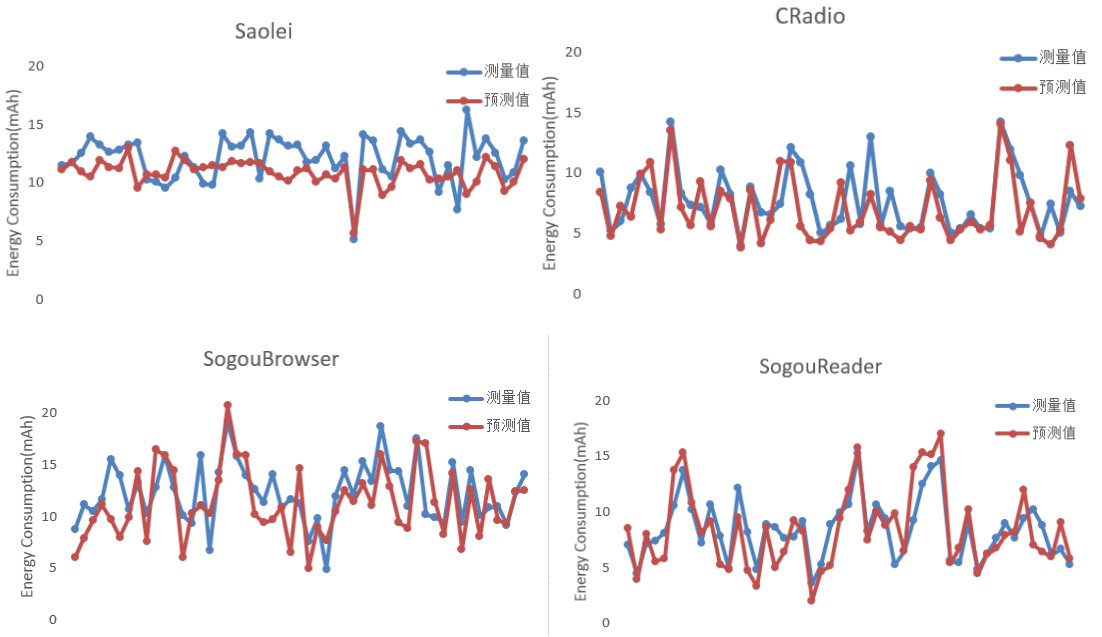 Saolei
Energy Consumption(mAh)
20
15
10
5
0
测量值
预测值
CRadio
Energy Consumption(mAh)
20
15
10
5
0
测量值
预测值
SogouBrowser
Energy Consumption(mAh)
20
15
10
5
0
测量值
预测值
SogouReader
Energy Consumption(mAh)
20
15
10
5
0
测量值
预测值